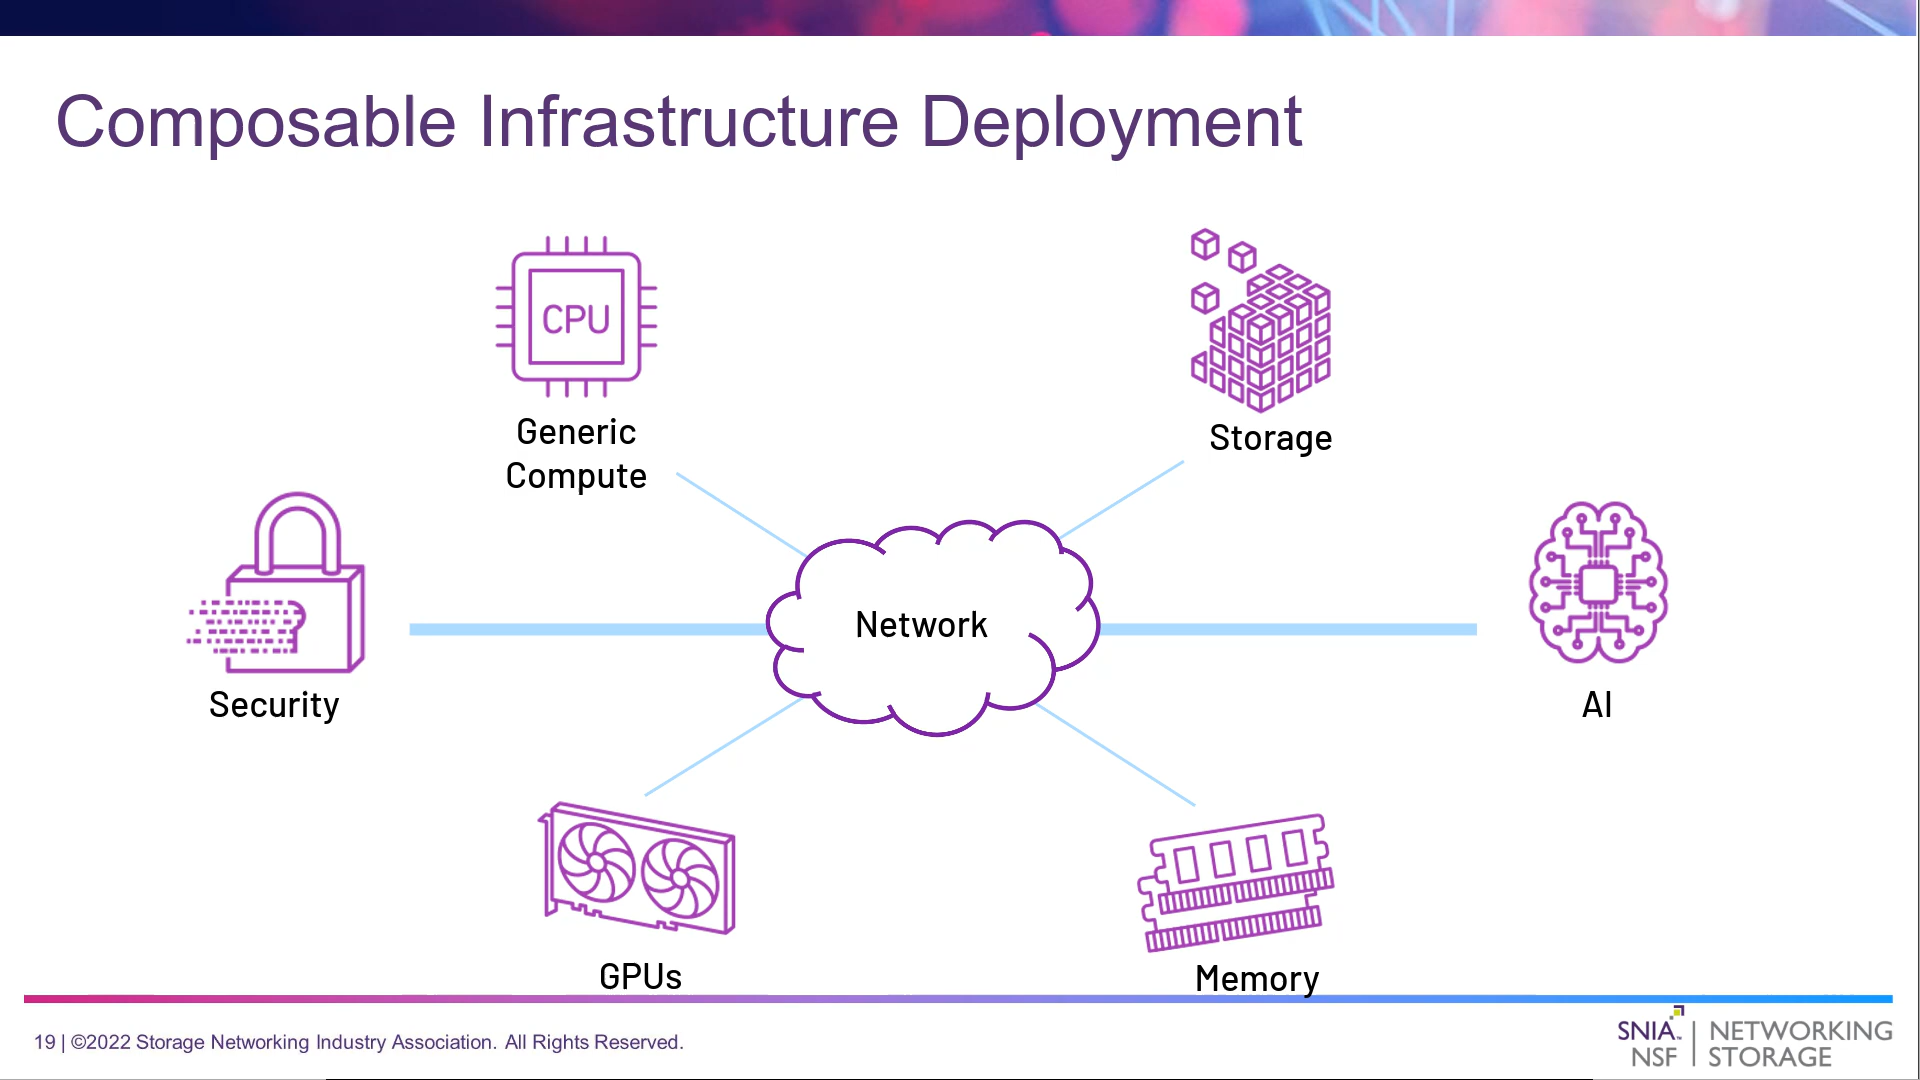 Composable Infrastructure Deployment
CPU
Generic
Compute
Storage
Security
Network
AI
GPUs
Memory
19 | ©2022 Storage Networking Industry Association. All Rights Reserved.
SNIA™ | NETWORKING
NSF | STORAGE